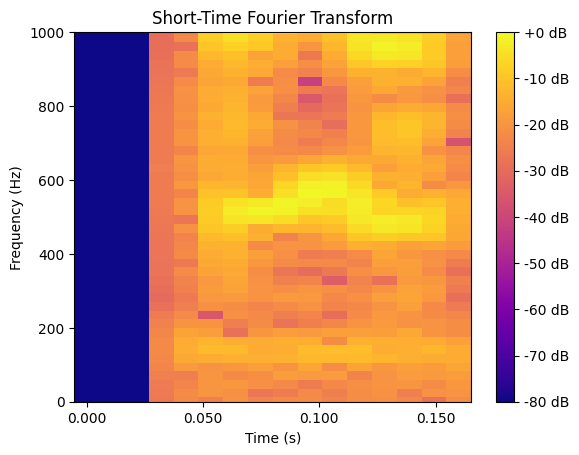 Short-Time Fourier Transform
1000
800
600
400
200
0
Frequency (Hz)
0.000
0.050
0.100
0.150
Time (s)
+0 dB
-10 dB
-20 dB
-30 dB
-40 dB
-50 dB
-60 dB
-70 dB
-80 dB